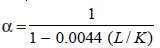 α = 1 / (1 − 0.0044 (L/K))